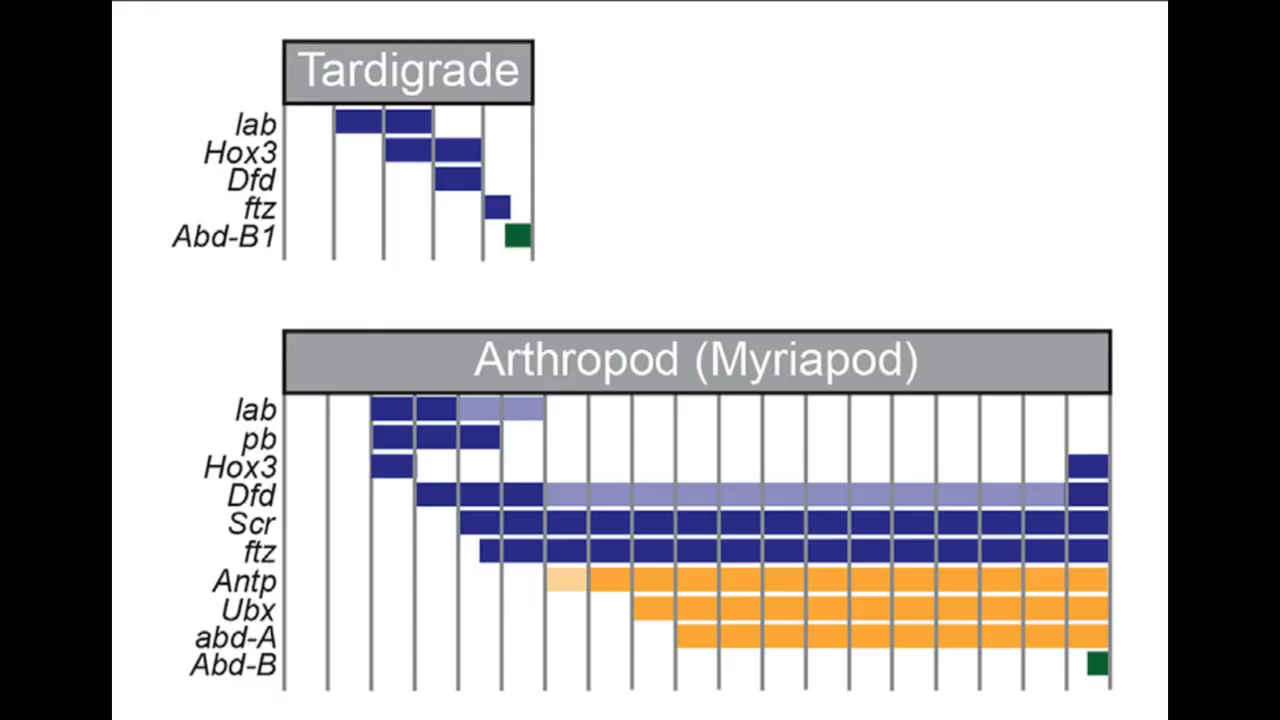 Tardigrade
lab
Hox3
Dfd
ftz
Abd-B1
Arthropod (Myriapod)
lab
pb
Hox3
Dfd
Scr
ftz
Antp
Ubx
abd-A
Abd-B